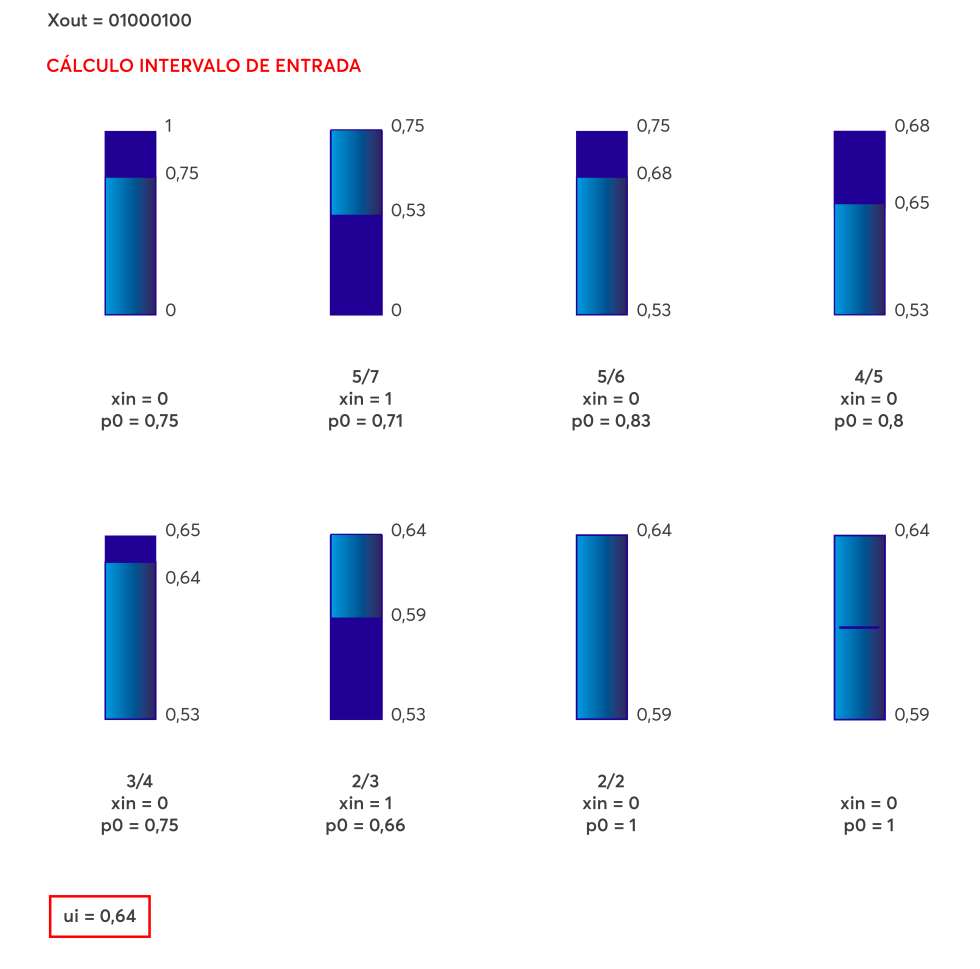 Xout = 01000100
CÁLCULO INTERVALO DE ENTRADA
1
0,75
0
xin = 0
p0 = 0,75
0,75
0,53
0
5/7
xin = 1
p0 = 0,71
0,75
0,68
0,53
5/6
xin = 0
p0 = 0,83
0,68
0,65
0,53
4/5
xin = 0
p0 = 0,8
0,65
0,64
0,53
3/4
xin = 0
p0 = 0,75
0,64
0,59
0,53
2/3
xin = 1
p0 = 0,66
0,64
0,59
2/2
xin = 0
p0 = 1
0,64
0,59
xin = 0
p0 = 1
ui = 0,64